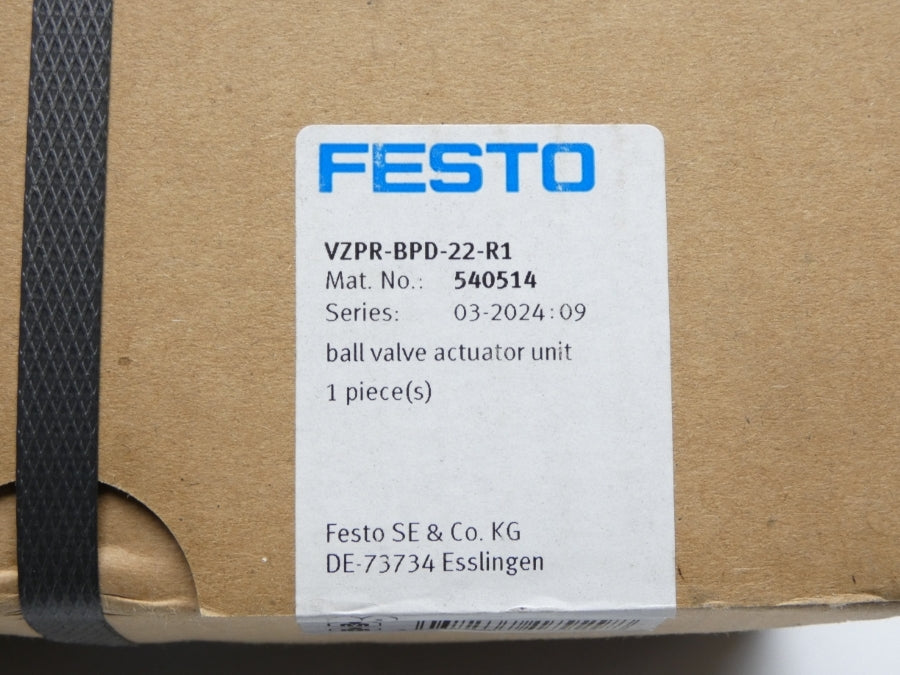 FESTO
VZPR-BPD-22-R1
Mat. No.: 540514
Series: 03-2024:09
ball valve actuator unit
1 piece(s)
Festo SE & Co. KG
DE-73734 Esslingen